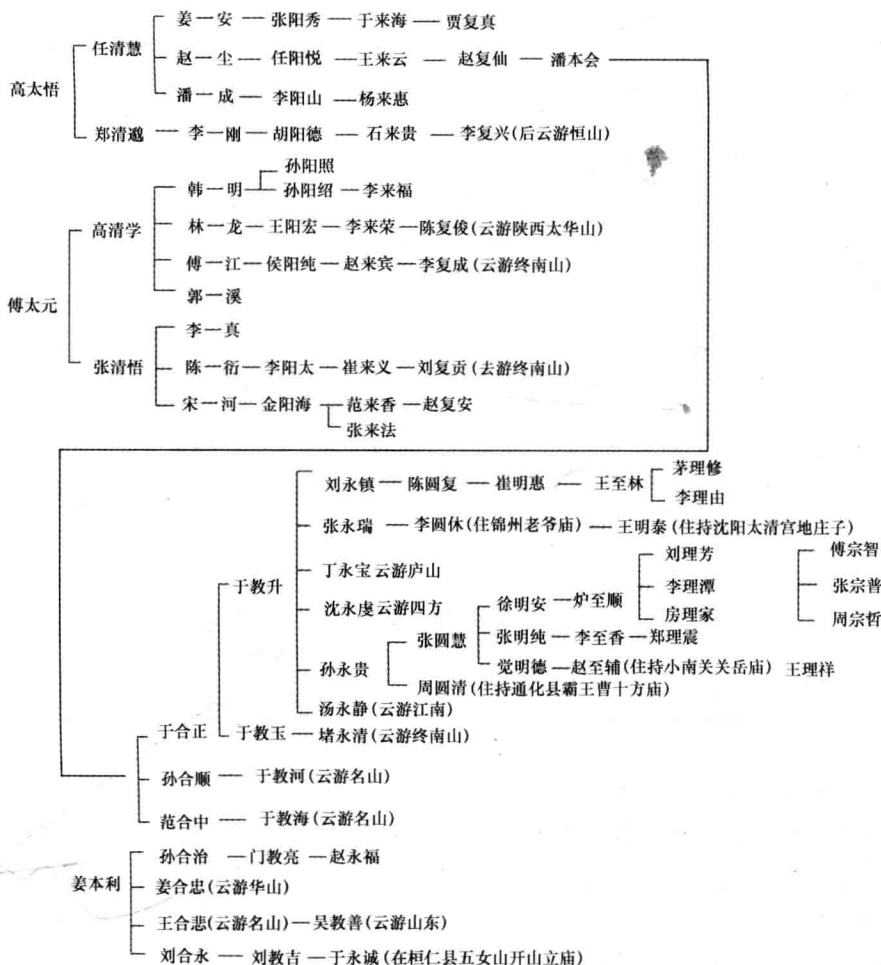 姜一安 张阳秀 于来海 贾复真
任清慧
赵一尘 任阳悦 王来云 赵复仙 潘本会
高太悟
潘一成 李阳山 杨来惠
郑清邈 李一刚 胡阳德 石来贵 李复兴(后云游恒山)
孙阳照
韩一明 孙阳绍 李来福
高清学 林一龙 王阳宏 李来荣 陈复俊(云游陕西太华山)
傅一江 侯阳纯 赵来宾 李复成(云游终南山)
郭一溪
傅太元
李一真
张清悟 陈一衍 李阳太 崔来义 刘复贡(去游终南山)
宋一河 金阳海 范来香 赵复安
张来法
茅理修
刘永镇 陈圆复 崔明惠 王至林
李理由
张永瑞 李圆休(住锦州老爷庙) 王明泰(住持沈阳太清宫地庄子)
刘理芳 傅宗智
于教升 丁永宝云游庐山
徐明安 炉至顺 李理潭 张宗普
沈永虔云游四方
房理家 周宗哲
张圆慧 张明纯 李至香 郑理震
孙永贵
觉明德 赵至辅(住持小南关关岳庙) 王理祥
周圆清(住持通化县霸王曹十方庙)
汤永静(云游江南)
于合正 于教玉 堵永清(云游终南山)
孙合顺 于教河(云游名山)
范合中 于教海(云游名山)
孙合治 门教亮 赵永福
姜本利 姜合忠(云游华山)
王合悲(云游名山) 吴教善(云游山东)
刘合永 刘教吉 于永诚(在桓仁县五女山开山立庙)